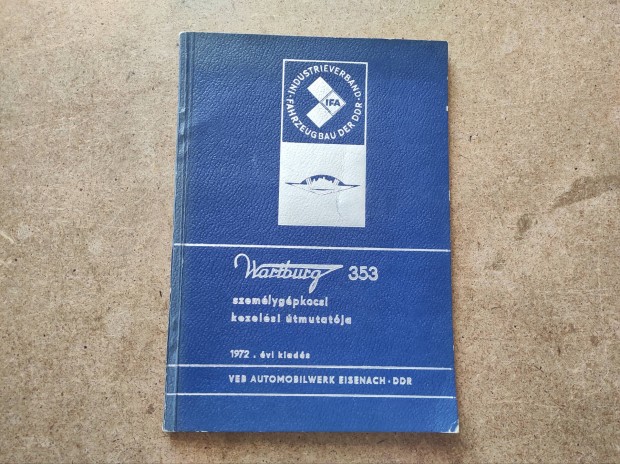 INDUSTRIEVERBAND · FAHRZEUGBAU DER DDR ·
IFA
Wartburg 353
személygépkocsi
kezelési útmutatója
1972. évi kiadás
VEB AUTOMOBILWERK EISENACH · DDR